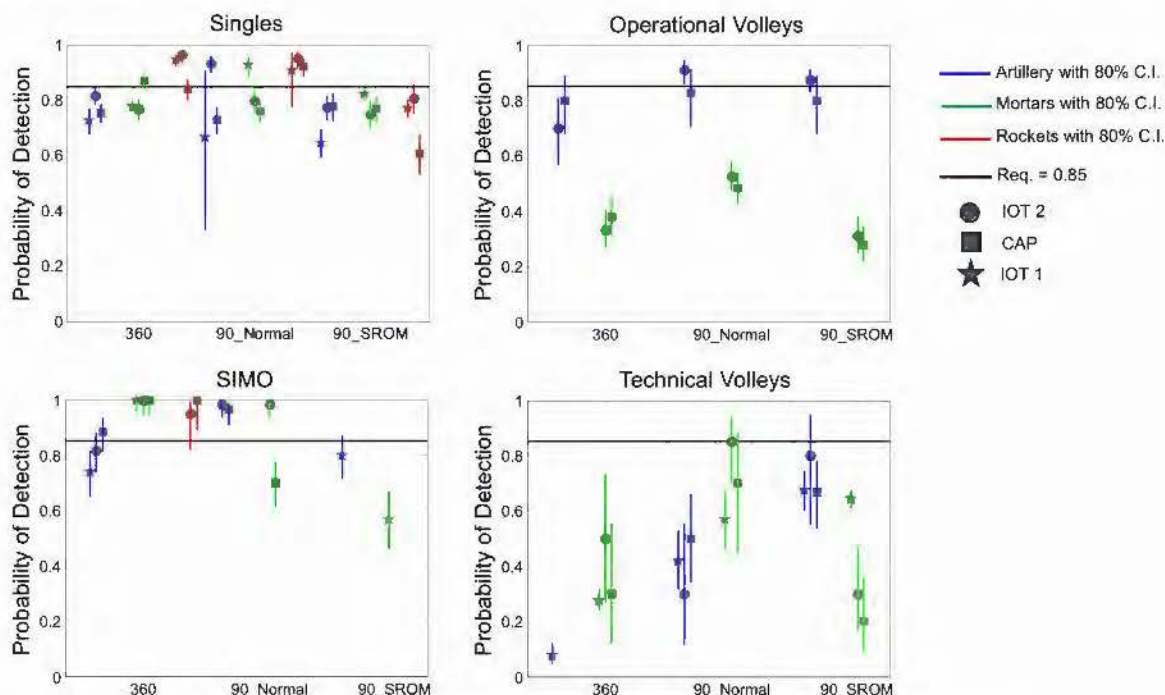 Singles
Probability of Detection
1
0.8
0.6
0.4
0.2
0
360
90_Normal
90_SROM
Operational Volleys
Probability of Detection
1
0.8
0.6
0.4
0.2
0
360
90_Normal
90_SROM
Artillery with 80% C.I.
Mortars with 80% C.I.
Rockets with 80% C.I.
Req. = 0.85
IOT 2
CAP
IOT 1
SIMO
Probability of Detection
1
0.8
0.6
0.4
0.2
0
360
90_Normal
90_SROM
Technical Volleys
Probability of Detection
1
0.8
0.6
0.4
0.2
0
360
90_Normal
90_SROM